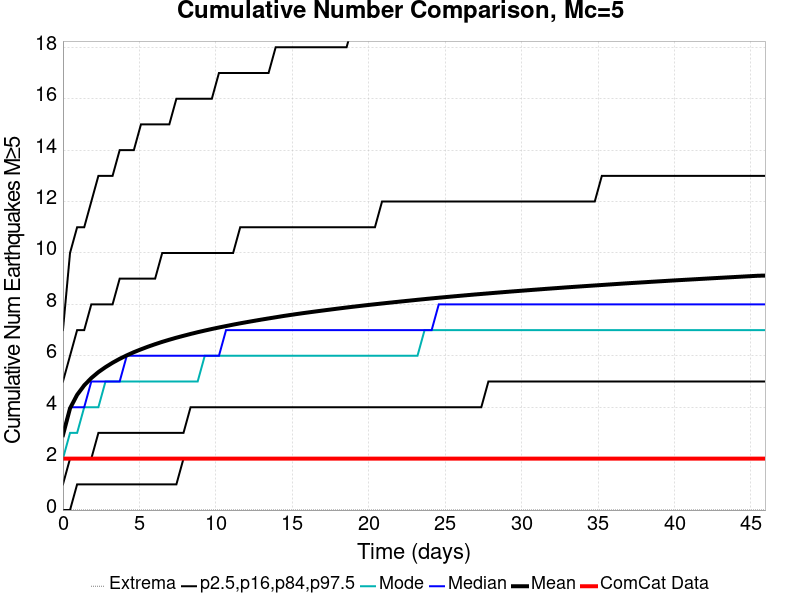 Cumulative Number Comparison, Mc=5
Cumulative Num Earthquakes M≥5
18
16
14
12
10
8
6
4
2
0
0 5 10 15 20 25 30 35 40 45
Time (days)
Extrema p2.5,p16,p84,p97.5 Mode Median Mean ComCat Data